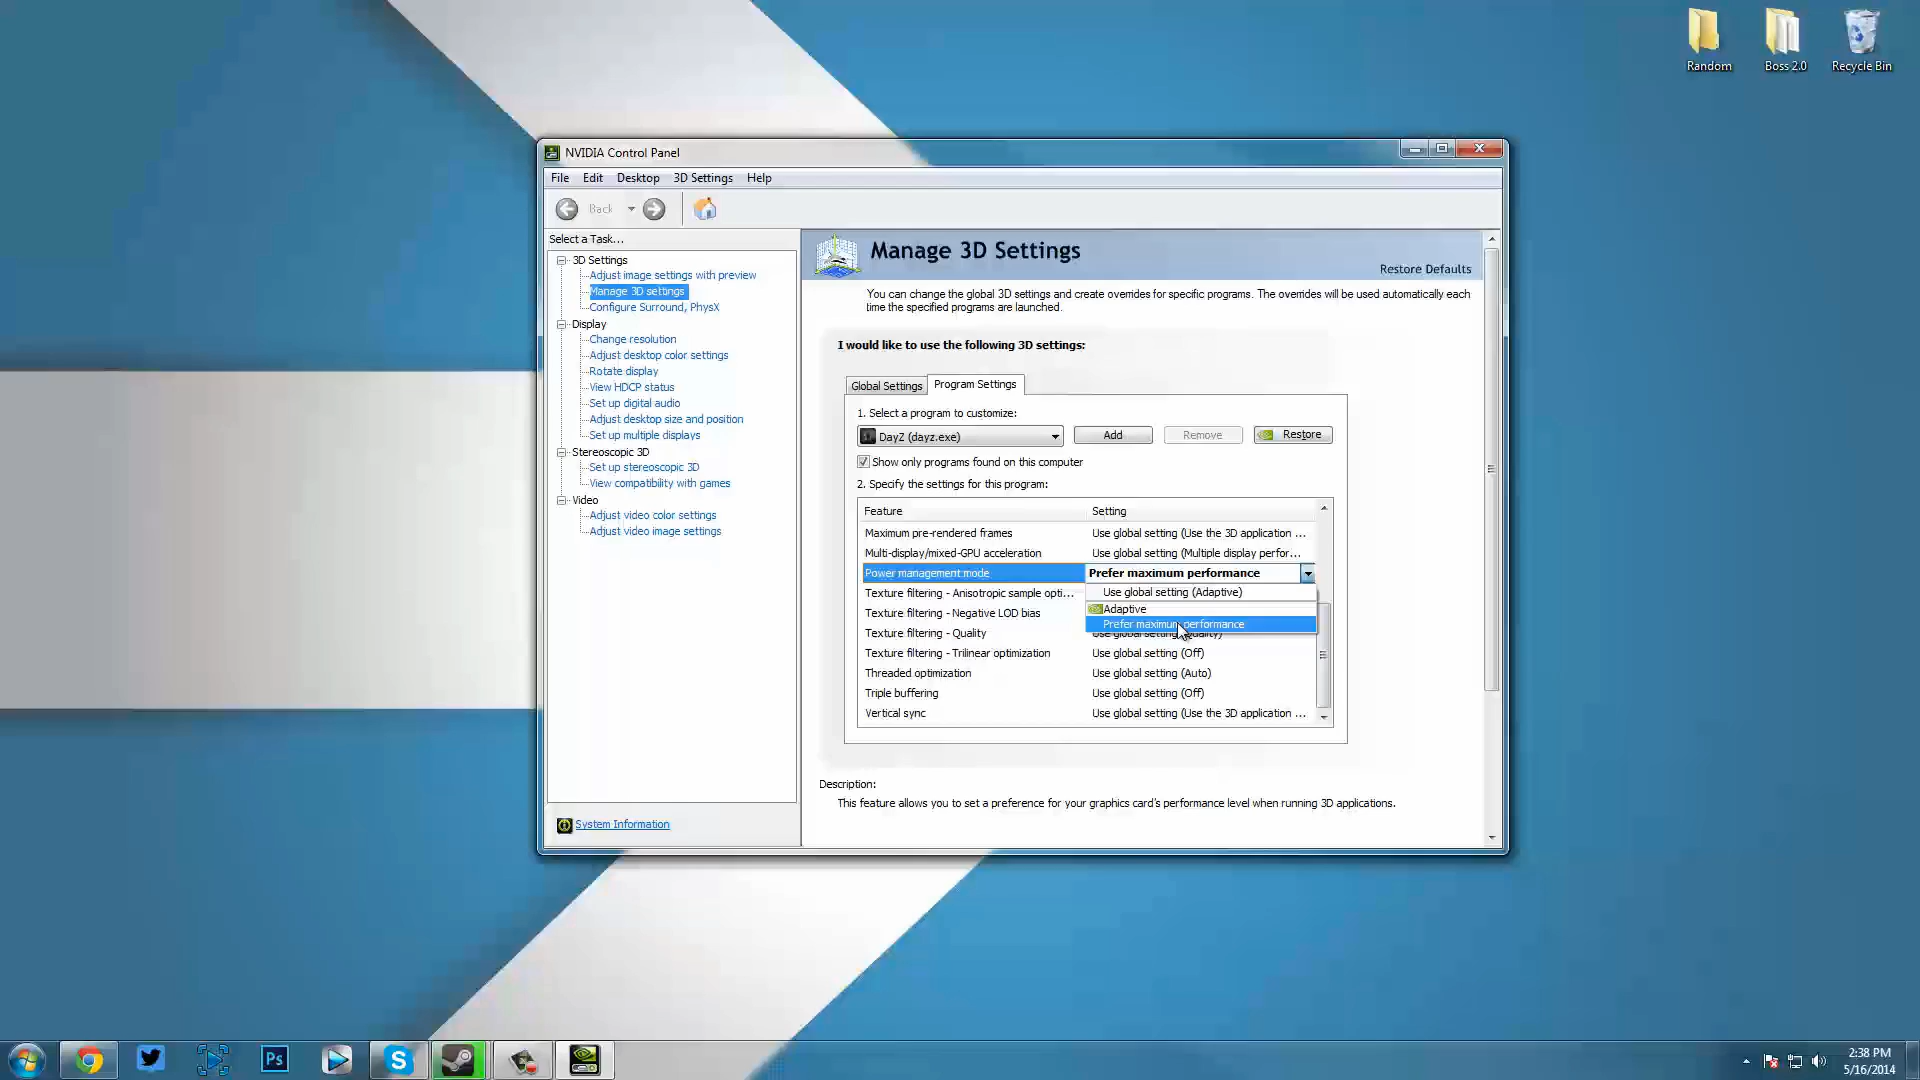 Random
Boss 2.0
Recycle Bin
NVIDIA Control Panel
File Edit Desktop 3D Settings Help
Back
Select a Task...
3D Settings
Adjust image settings with preview
Manage 3D settings
Configure Surround, PhysX
Display
Change resolution
Adjust desktop color settings
Rotate display
View HDCP status
Set up digital audio
Adjust desktop size and position
Set up multiple displays
Stereoscopic 3D
Set up stereoscopic 3D
View compatibility with games
Video
Adjust video color settings
Adjust video image settings
System Information
Manage 3D Settings
Restore Defaults
You can change the global 3D settings and create overrides for specific programs. The overrides will be used automatically each
time the specified programs are launched.
I would like to use the following 3D settings:
Global Settings Program Settings
1. Select a program to customize:
DayZ (dayz.exe) Add Remove Restore
Show only programs found on this computer
2. Specify the settings for this program:
Feature Setting
Maximum pre-rendered frames Use global setting (Use the 3D application ...
Multi-display/mixed-GPU acceleration Use global setting (Multiple display perfor...
Power management mode Prefer maximum performance
Use global setting (Adaptive)
Texture filtering - Anisotropic sample opti...
Adaptive
Texture filtering - Negative LOD bias
Prefer maximum performance
Texture filtering - Quality Use global setting (Quality)
Texture filtering - Trilinear optimization Use global setting (Off)
Threaded optimization Use global setting (Auto)
Triple buffering Use global setting (Off)
Vertical sync Use global setting (Use the 3D application ...
Description:
This feature allows you to set a preference for your graphics card's performance level when running 3D applications.
Ps
S
2:38 PM
5/16/2014